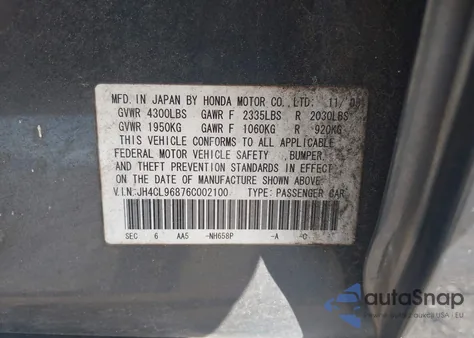 MFD. IN JAPAN BY HONDA MOTOR CO., LTD. 11/05
GVWR 4300LBS GAWR F 2335LBS R 2030LBS
GVWR 1950KG GAWR F 1060KG R 920KG
THIS VEHICLE CONFORMS TO ALL APPLICABLE
FEDERAL MOTOR VEHICLE SAFETY, BUMPER,
AND THEFT PREVENTION STANDARDS IN EFFECT
ON THE DATE OF MANUFACTURE SHOWN ABOVE.
V.I.N:JH4CL96876C002100 TYPE: PASSENGER CAR
SEC 6 AA5 -NH658P -A -C
autoSnap